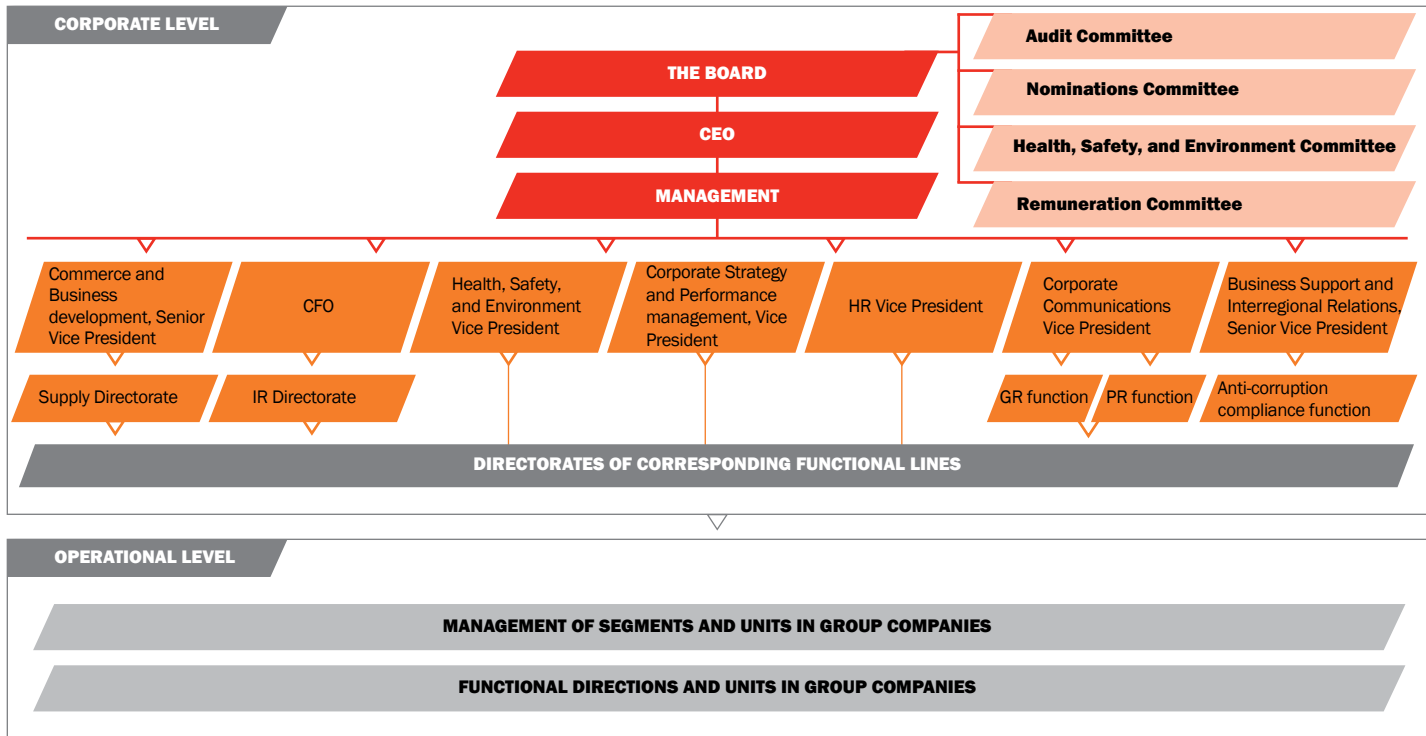 CORPORATE LEVEL
Audit Committee
THE BOARD
Nominations Committee
CEO
Health, Safety, and Environment Committee
MANAGEMENT
Remuneration Committee
Commerce and
Business
development, Senior
Vice President
CFO
Health, Safety,
and Environment
Vice President
Corporate Strategy
and Performance
management, Vice
President
HR Vice President
Corporate
Communications
Vice President
Business Support and
Interregional Relations,
Senior Vice President
Supply Directorate
IR Directorate
GR function
PR function
Anti-corruption
compliance function
DIRECTORATES OF CORRESPONDING FUNCTIONAL LINES
OPERATIONAL LEVEL
MANAGEMENT OF SEGMENTS AND UNITS IN GROUP COMPANIES
FUNCTIONAL DIRECTIONS AND UNITS IN GROUP COMPANIES